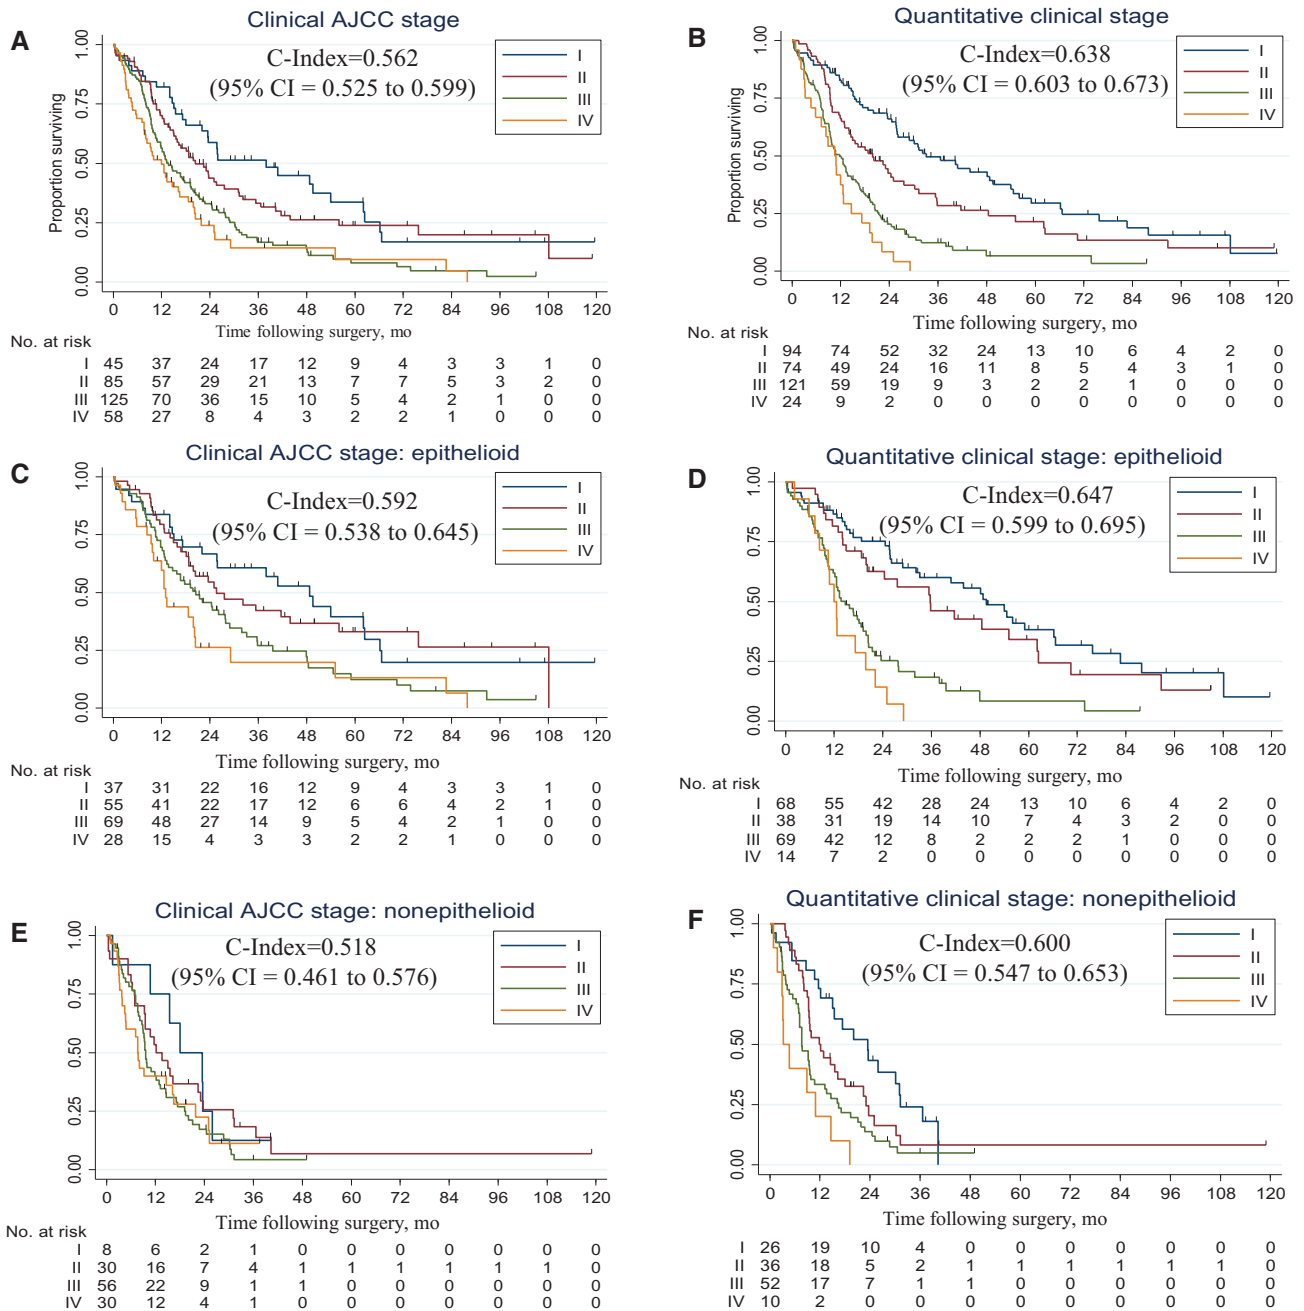 A
Clinical AJCC stage
C-Index=0.562
(95% CI = 0.525 to 0.599)
I
II
III
IV
Proportion surviving
1.00
0.75
0.50
0.25
0.00
0 12 24 36 48 60 72 84 96 108 120
Time following surgery, mo
No. at risk
I 45 37 24 17 12 9 4 3 3 1 0
II 85 57 29 21 13 7 7 5 3 2 0
III 125 70 36 15 10 5 4 2 1 0 0
IV 58 27 8 4 3 2 2 1 0 0 0
B
Quantitative clinical stage
C-Index=0.638
(95% CI = 0.603 to 0.673)
I
II
III
IV
Proportion surviving
1.00
0.75
0.50
0.25
0.00
0 12 24 36 48 60 72 84 96 108 120
Time following surgery, mo
No. at risk
I 94 74 52 32 24 13 10 6 4 2 0
II 74 49 24 16 11 8 5 4 3 1 0
III 121 59 19 9 3 2 2 1 0 0 0
IV 24 9 2 0 0 0 0 0 0 0 0
C
Clinical AJCC stage: epithelioid
C-Index=0.592
(95% CI = 0.538 to 0.645)
I
II
III
IV
1.00
0.75
0.50
0.25
0.00
0 12 24 36 48 60 72 84 96 108 120
Time following surgery, mo
No. at risk
I 37 31 22 16 12 9 4 3 3 1 0
II 55 41 22 17 12 6 6 4 2 1 0
III 69 48 27 14 9 5 4 2 1 0 0
IV 28 15 4 3 3 2 2 1 0 0 0
D
Quantitative clinical stage: epithelioid
C-Index=0.647
(95% CI = 0.599 to 0.695)
I
II
III
IV
1.00
0.75
0.50
0.25
0.00
0 12 24 36 48 60 72 84 96 108 120
Time following surgery, mo
No. at risk
I 68 55 42 28 24 13 10 6 4 2 0
II 38 31 19 14 10 7 4 3 2 0 0
III 69 42 12 8 2 2 2 1 0 0 0
IV 14 7 2 0 0 0 0 0 0 0 0
E
Clinical AJCC stage: nonepithelioid
C-Index=0.518
(95% CI = 0.461 to 0.576)
I
II
III
IV
1.00
0.75
0.50
0.25
0.00
0 12 24 36 48 60 72 84 96 108 120
Time following surgery, mo
No. at risk
I 8 6 2 1 0 0 0 0 0 0 0
II 30 16 7 4 1 1 1 1 1 1 0
III 56 22 9 1 1 0 0 0 0 0 0
IV 30 12 4 1 0 0 0 0 0 0 0
F
Quantitative clinical stage: nonepithelioid
C-Index=0.600
(95% CI = 0.547 to 0.653)
I
II
III
IV
1.00
0.75
0.50
0.25
0.00
0 12 24 36 48 60 72 84 96 108 120
Time following surgery, mo
I 26 19 10 4 0 0 0 0 0 0 0
II 36 18 5 2 1 1 1 1 1 1 0
III 52 17 7 1 1 0 0 0 0 0 0
IV 10 2 0 0 0 0 0 0 0 0 0